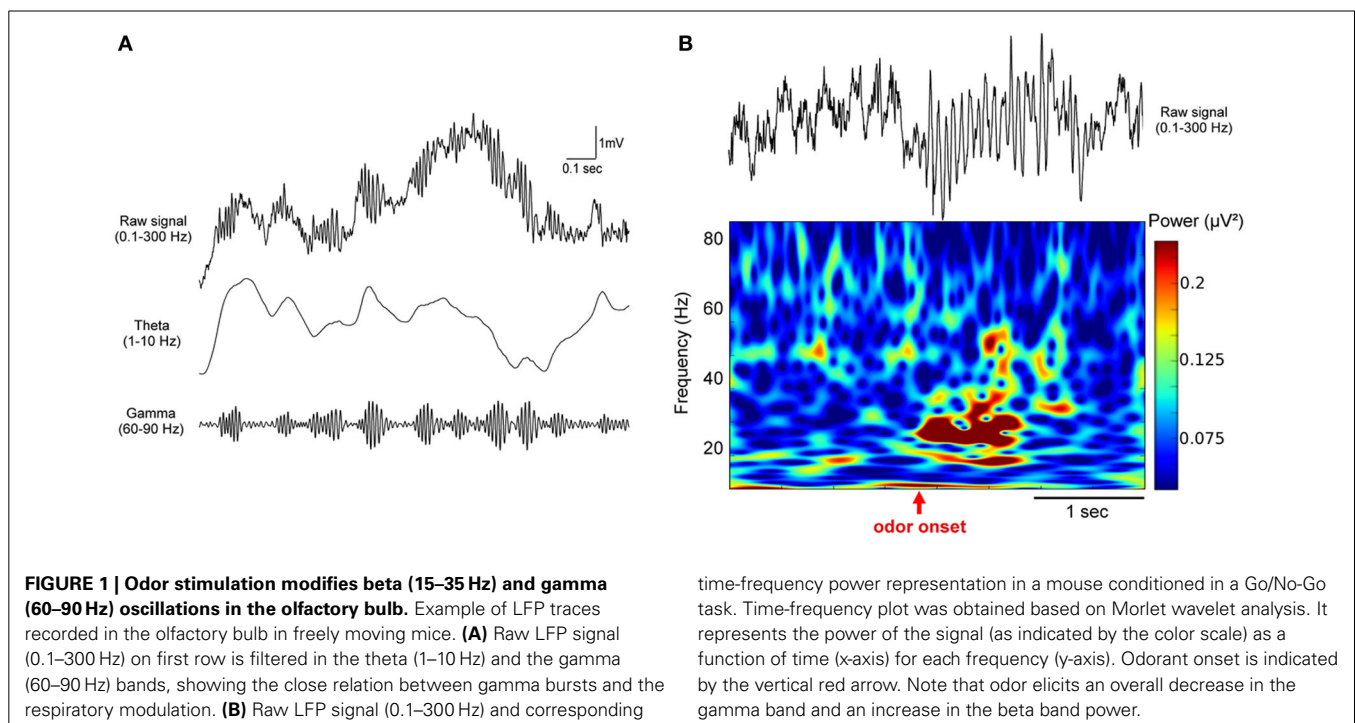 A
1mV
0.1 sec
Raw signal
(0.1-300 Hz)
Theta
(1-10 Hz)
Gamma
(60-90 Hz)
B
Raw signal
(0.1-300 Hz)
Power (µV²)
80
60
40
20
Frequency (Hz)
0.2
0.125
0.075
1 sec
odor onset
FIGURE 1 | Odor stimulation modifies beta (15–35 Hz) and gamma
(60–90 Hz) oscillations in the olfactory bulb. Example of LFP traces
recorded in the olfactory bulb in freely moving mice. (A) Raw LFP signal
(0.1–300 Hz) on first row is filtered in the theta (1–10 Hz) and the gamma
(60–90 Hz) bands, showing the close relation between gamma bursts and the
respiratory modulation. (B) Raw LFP signal (0.1–300 Hz) and corresponding
time-frequency power representation in a mouse conditioned in a Go/No-Go
task. Time-frequency plot was obtained based on Morlet wavelet analysis. It
represents the power of the signal (as indicated by the color scale) as a
function of time (x-axis) for each frequency (y-axis). Odorant onset is indicated
by the vertical red arrow. Note that odor elicits an overall decrease in the
gamma band and an increase in the beta band power.